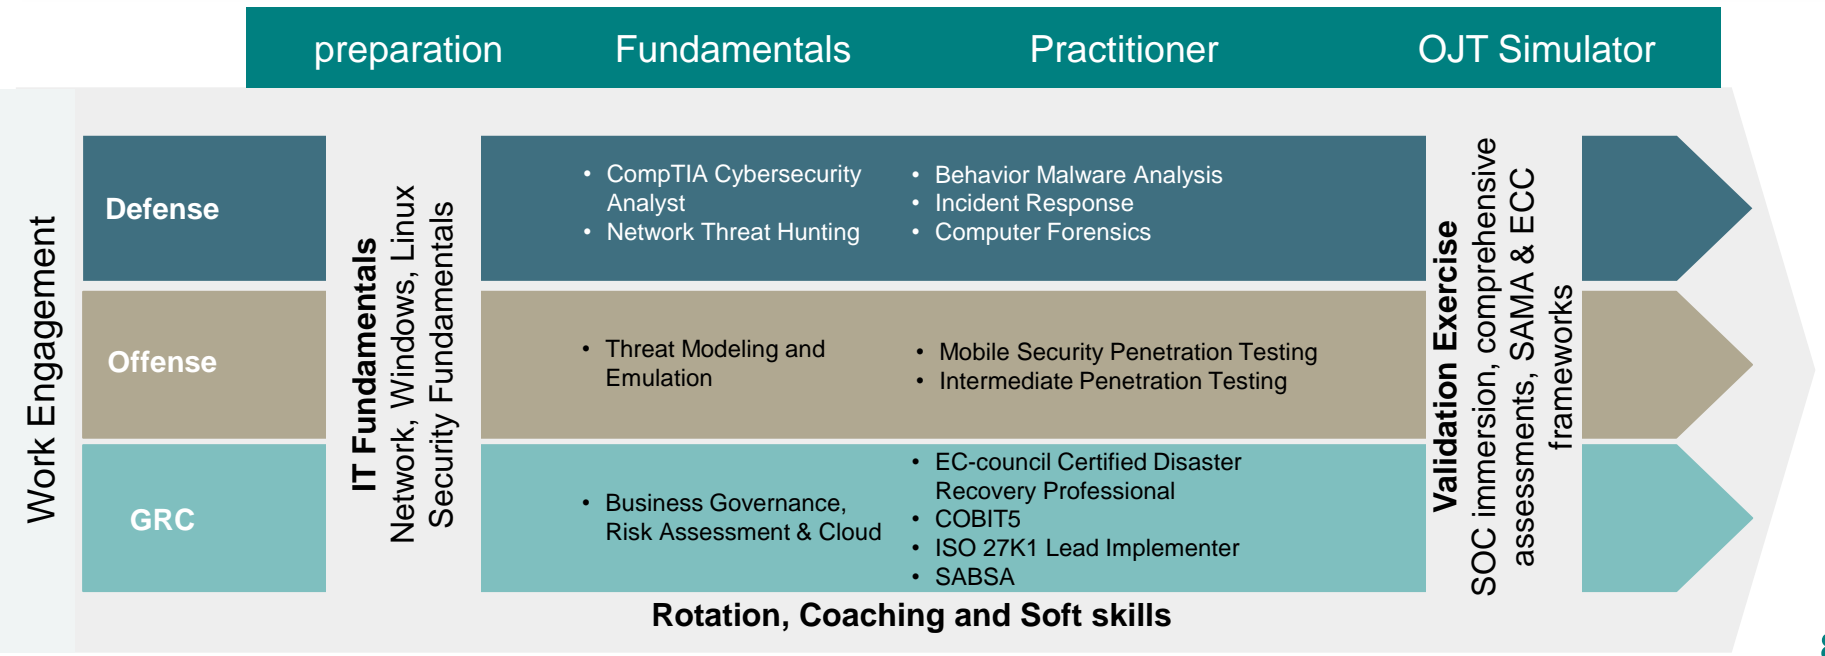 preparation
Fundamentals
Practitioner
OJT Simulator
Work Engagement
Defense
Offense
GRC
IT Fundamentals
Network, Windows, Linux
Security Fundamentals
• CompTIA Cybersecurity
Analyst
• Network Threat Hunting
• Behavior Malware Analysis
• Incident Response
• Computer Forensics
• Threat Modeling and
Emulation
• Mobile Security Penetration Testing
• Intermediate Penetration Testing
• Business Governance,
Risk Assessment & Cloud
• EC-council Certified Disaster
Recovery Professional
• COBIT5
• ISO 27K1 Lead Implementer
• SABSA
Validation Exercise
SOC immersion, comprehensive
assessments, SAMA & ECC
frameworks
Rotation, Coaching and Soft skills